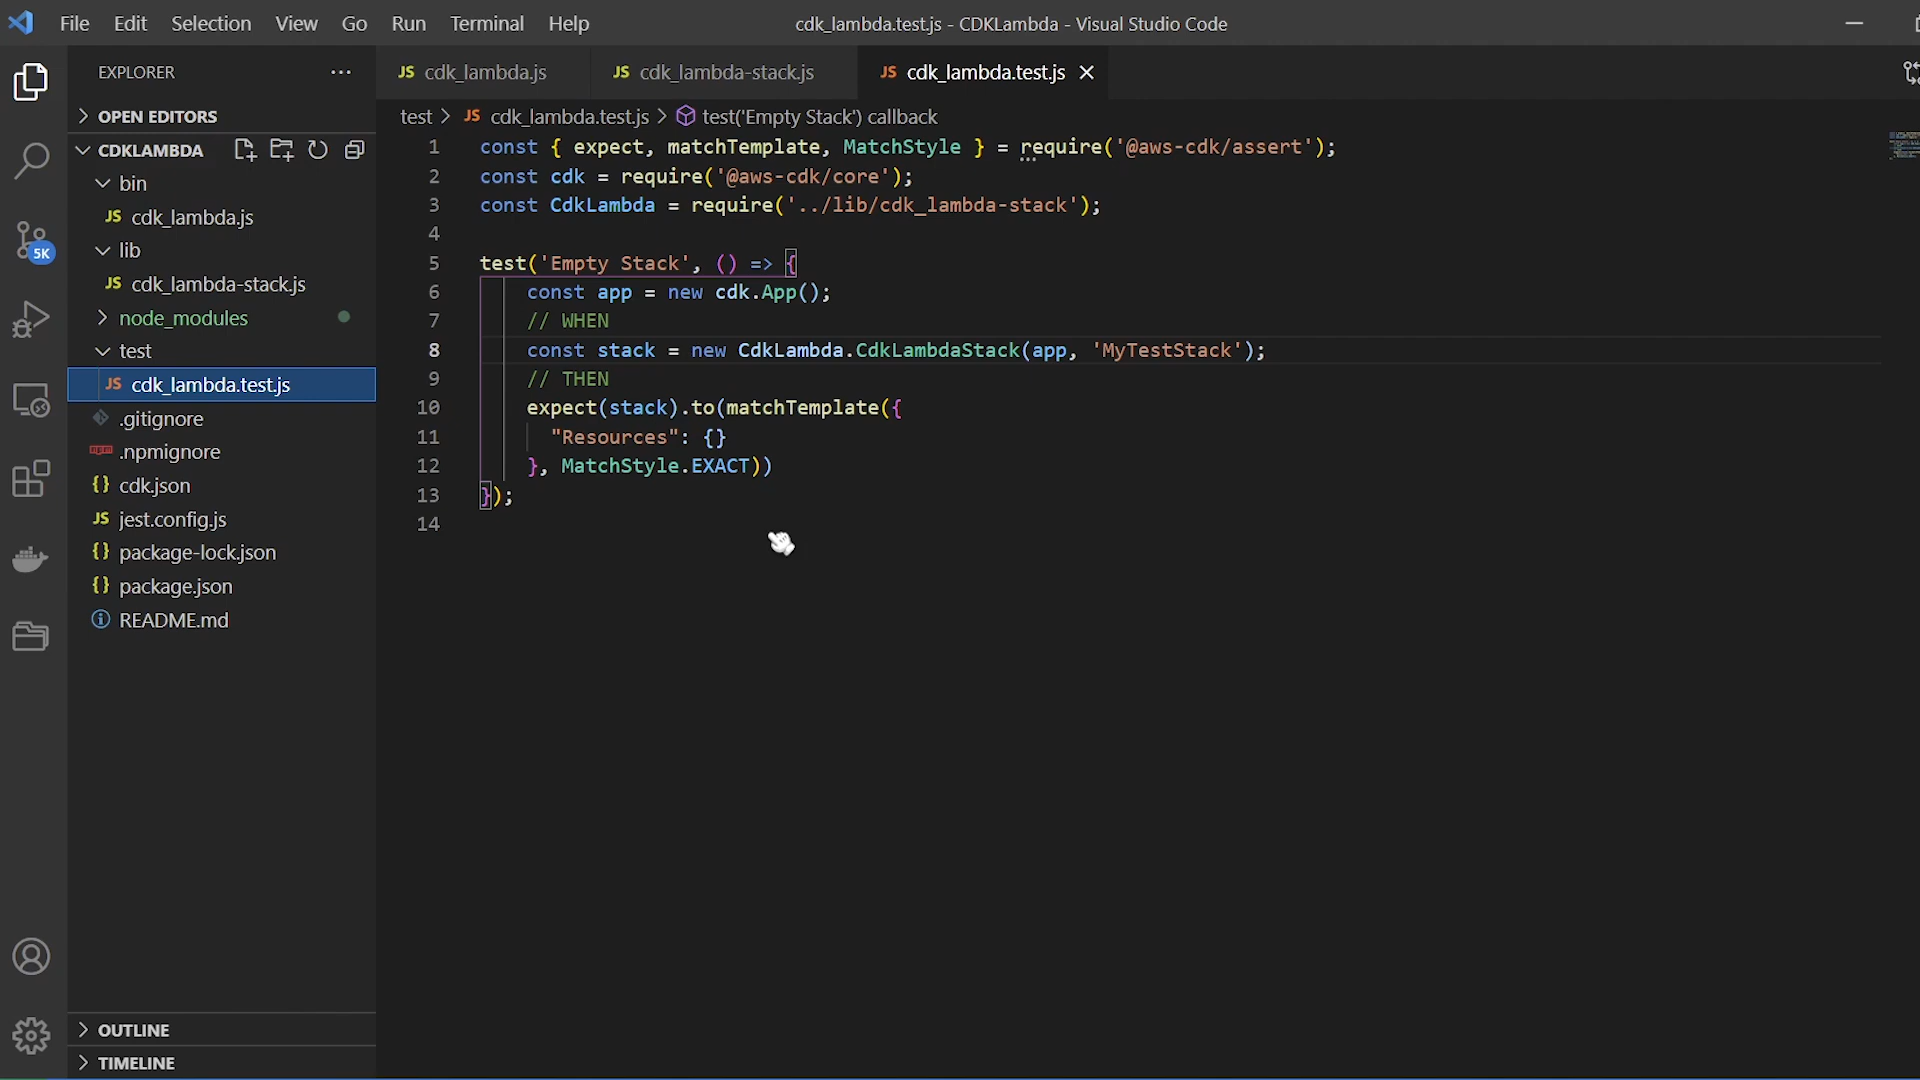 File Edit Selection View Go Run Terminal Help
cdk_lambda.test.js - CDKLambda - Visual Studio Code
EXPLORER
OPEN EDITORS
CDKLAMBDA
bin
JS cdk_lambda.js
lib
JS cdk_lambda-stack.js
node_modules
test
JS cdk_lambda.test.js
.gitignore
npm .npmignore
{} cdk.json
JS jest.config.js
{} package-lock.json
{} package.json
README.md
OUTLINE
TIMELINE
5K
JS cdk_lambda.js
JS cdk_lambda-stack.js
JS cdk_lambda.test.js
test > JS cdk_lambda.test.js > test('Empty Stack') callback
1 const { expect, matchTemplate, MatchStyle } = require('@aws-cdk/assert');
2 const cdk = require('@aws-cdk/core');
3 const CdkLambda = require('../lib/cdk_lambda-stack');
4
5 test('Empty Stack', () => {
6 const app = new cdk.App();
7 // WHEN
8 const stack = new CdkLambda.CdkLambdaStack(app, 'MyTestStack');
9 // THEN
10 expect(stack).to(matchTemplate({
11 "Resources": {}
12 }, MatchStyle.EXACT))
13 });
14